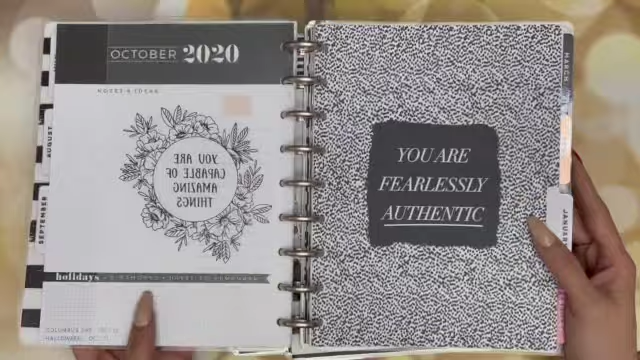 OCTOBER 2020
NOTES & IDEAS
YOU ARE
CAPABLE OF
AMAZING
THINGS
holidays
AUGUST
SEPTEMBER
YOU ARE
FEARLESSLY
AUTHENTIC
MARCH
JANUARY